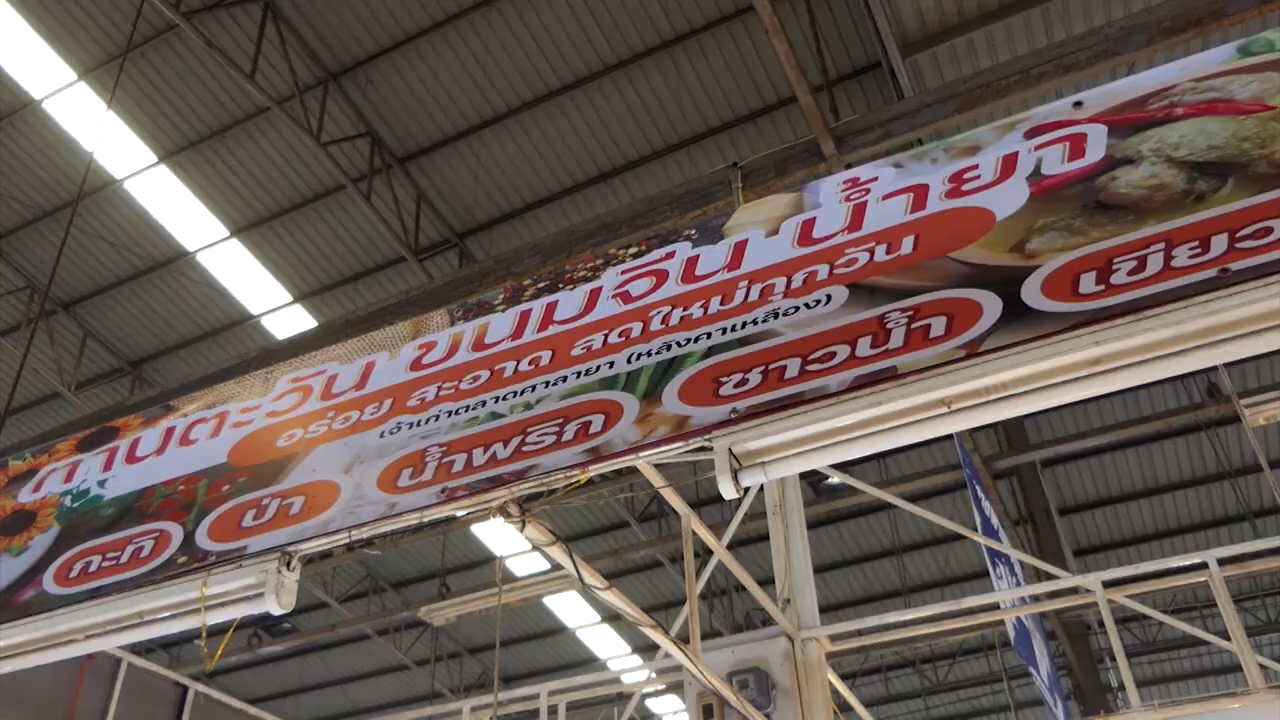 ทานตะวัน ขนมจีน น้ำยา
อร่อย สะอาด สดใหม่ทุกวัน
เจ้าเก่าตลาดศาลายา (หลังคาเหลือง)
กะทิ ป่า น้ำพริก ซาวน้ำ เขียว